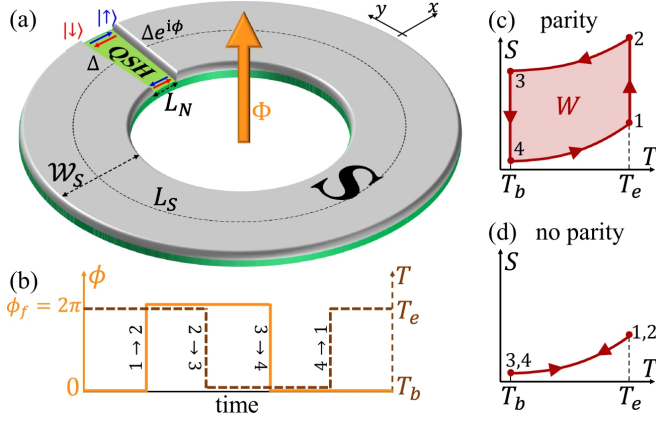 (a)
|↓⟩
|↑⟩
Δe^{iϕ}
Δ
QSH
L_N
Φ
y
x
W_S
L_S
S
(b)
ϕ
T
ϕ_f = 2π
T_e
1 → 2
3 → 2
4 → 3
4 → 1
0
T_b
time
(c) parity
S
2
3
W
1
4
T
T_b
T_e
(d) no parity
S
1,2
3,4
T
T_b
T_e